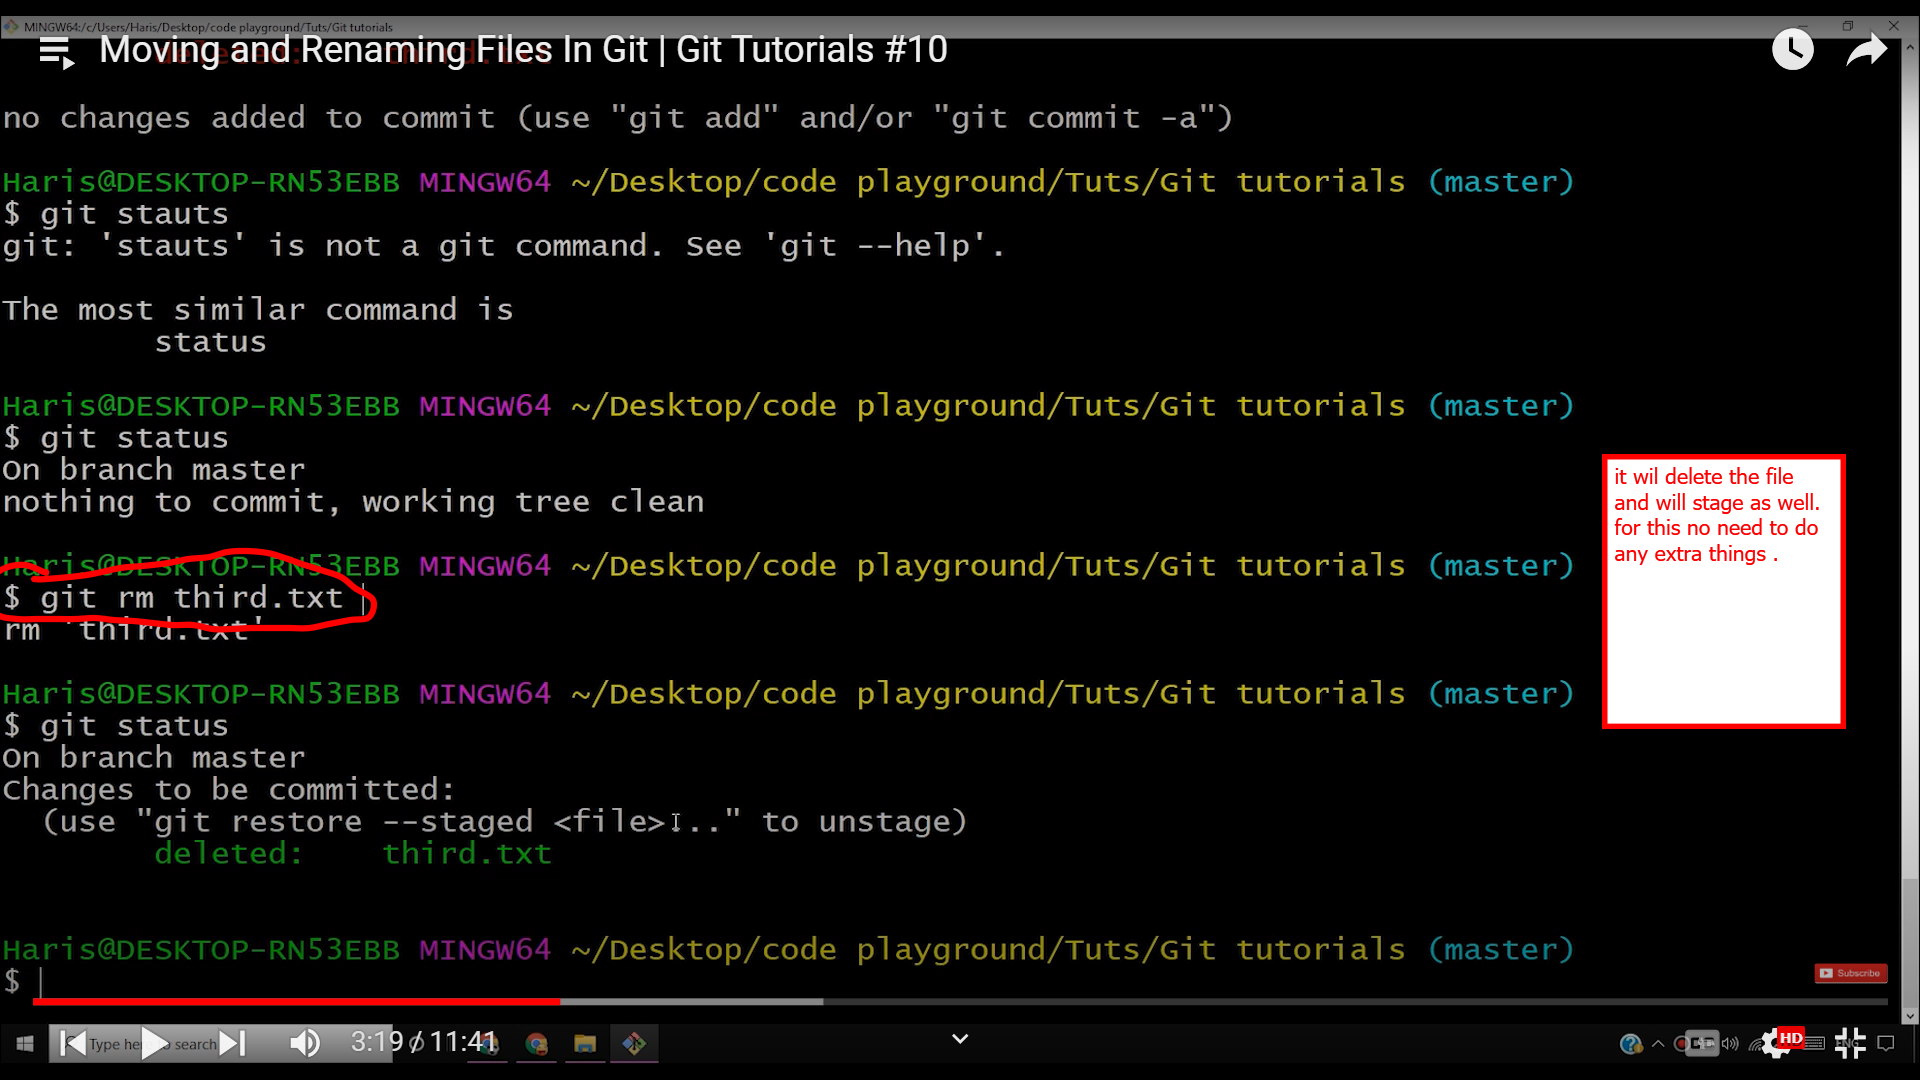 MINGW64:/c/Users/Haris/Desktop/code playground/Tuts/Git tutorials
Moving and Renaming Files In Git | Git Tutorials #10
no changes added to commit (use "git add" and/or "git commit -a")
Haris@DESKTOP-RN53EBB MINGW64 ~/Desktop/code playground/Tuts/Git tutorials (master)
$ git stauts
git: 'stauts' is not a git command. See 'git --help'.
The most similar command is
status
Haris@DESKTOP-RN53EBB MINGW64 ~/Desktop/code playground/Tuts/Git tutorials (master)
$ git status
On branch master
nothing to commit, working tree clean
Haris@DESKTOP-RN53EBB MINGW64 ~/Desktop/code playground/Tuts/Git tutorials (master)
$ git rm third.txt
rm 'third.txt'
Haris@DESKTOP-RN53EBB MINGW64 ~/Desktop/code playground/Tuts/Git tutorials (master)
$ git status
On branch master
Changes to be committed:
(use "git restore --staged <file>..." to unstage)
deleted: third.txt
Haris@DESKTOP-RN53EBB MINGW64 ~/Desktop/code playground/Tuts/Git tutorials (master)
$
it wil delete the file
and will stage as well.
for this no need to do
any extra things .
Subscribe
3:19 / 11:41
Type here search
HD